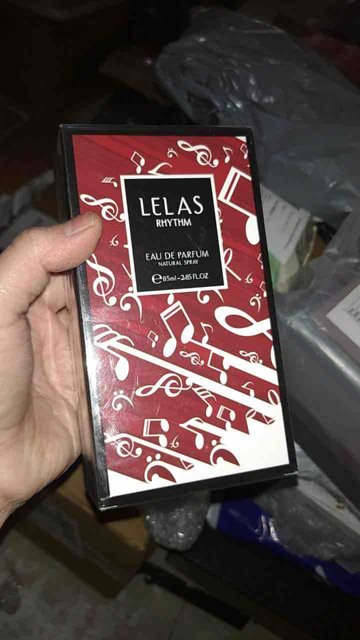 LELAS
RHYTHM
EAU DE PARFUM
NATURAL SPRAY
℮85ml-2.85 FL.OZ